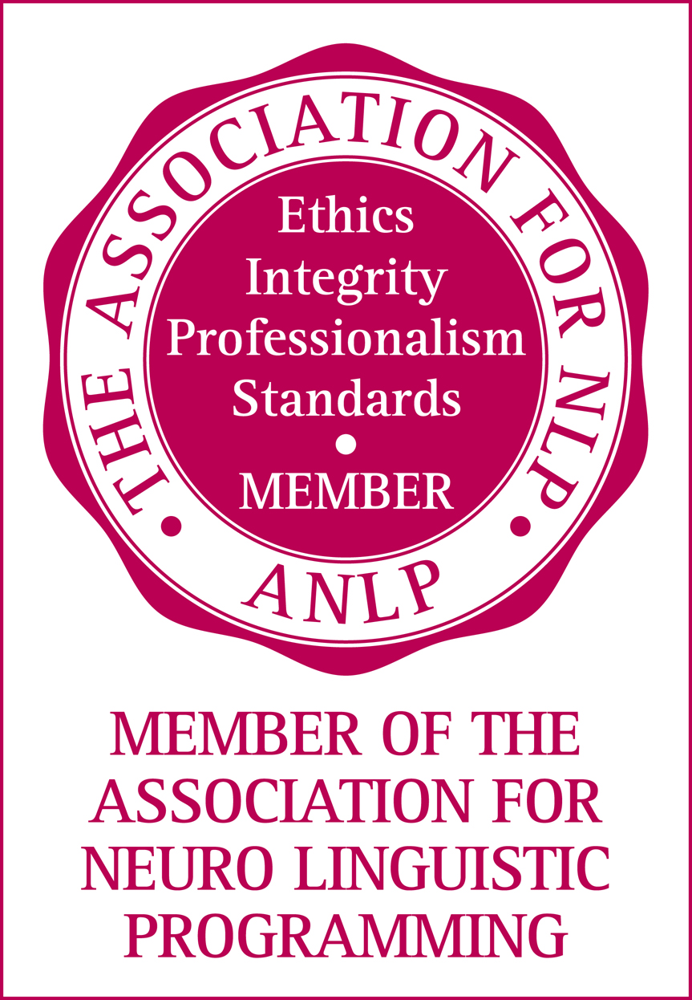 THE ASSOCIATION FOR NLP
Ethics
Integrity
Professionalism
Standards
•
MEMBER
• ANLP •
MEMBER OF THE
ASSOCIATION FOR
NEURO LINGUISTIC
PROGRAMMING